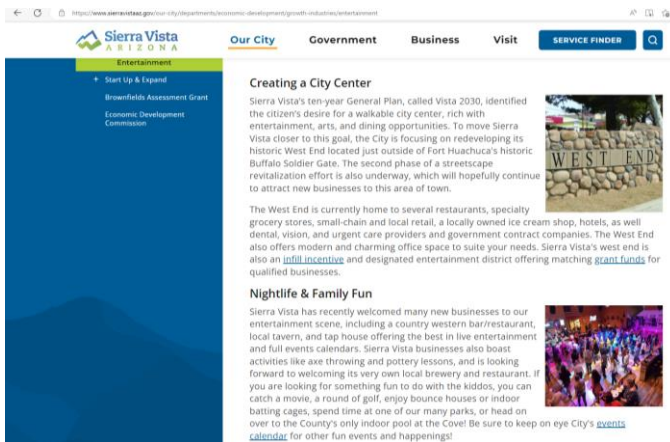 https://www.sierravistaaz.gov/our-city/departments/economic-development/growth-industries/entertainment
Sierra Vista
ARIZONA
Our City
Government
Business
Visit
SERVICE FINDER
Entertainment
+ Start Up & Expand
Brownfields Assessment Grant
Economic Development
Commission
Creating a City Center
Sierra Vista's ten-year General Plan, called Vista 2030, identified
the citizen's desire for a walkable city center, rich with
entertainment, arts, and dining opportunities. To move Sierra
Vista closer to this goal, the City is focusing on redeveloping its
historic West End located just outside of Fort Huachuca's historic
Buffalo Soldier Gate. The second phase of a streetscape
revitalization effort is also underway, which will hopefully continue
to attract new businesses to this area of town.
WEST END
The West End is currently home to several restaurants, specialty
grocery stores, small-chain and local retail, a locally owned ice cream shop, hotels, as well
dental, vision, and urgent care providers and government contract companies. The West End
also offers modern and charming office space to suite your needs. Sierra Vista's west end is
also an infill incentive and designated entertainment district offering matching grant funds for
qualified businesses.
Nightlife & Family Fun
Sierra Vista has recently welcomed many new businesses to our
entertainment scene, including a country western bar/restaurant,
local tavern, and tap house offering the best in live entertainment
and full events calendars. Sierra Vista businesses also boast
activities like axe throwing and pottery lessons, and is looking
forward to welcoming its very own local brewery and restaurant. If
you are looking for something fun to do with the kiddos, you can
catch a movie, a round of golf, enjoy bounce houses or indoor
batting cages, spend time at one of our many parks, or head on
over to the County's only indoor pool at the Cove! Be sure to keep on eye City's events
calendar for other fun events and happenings!